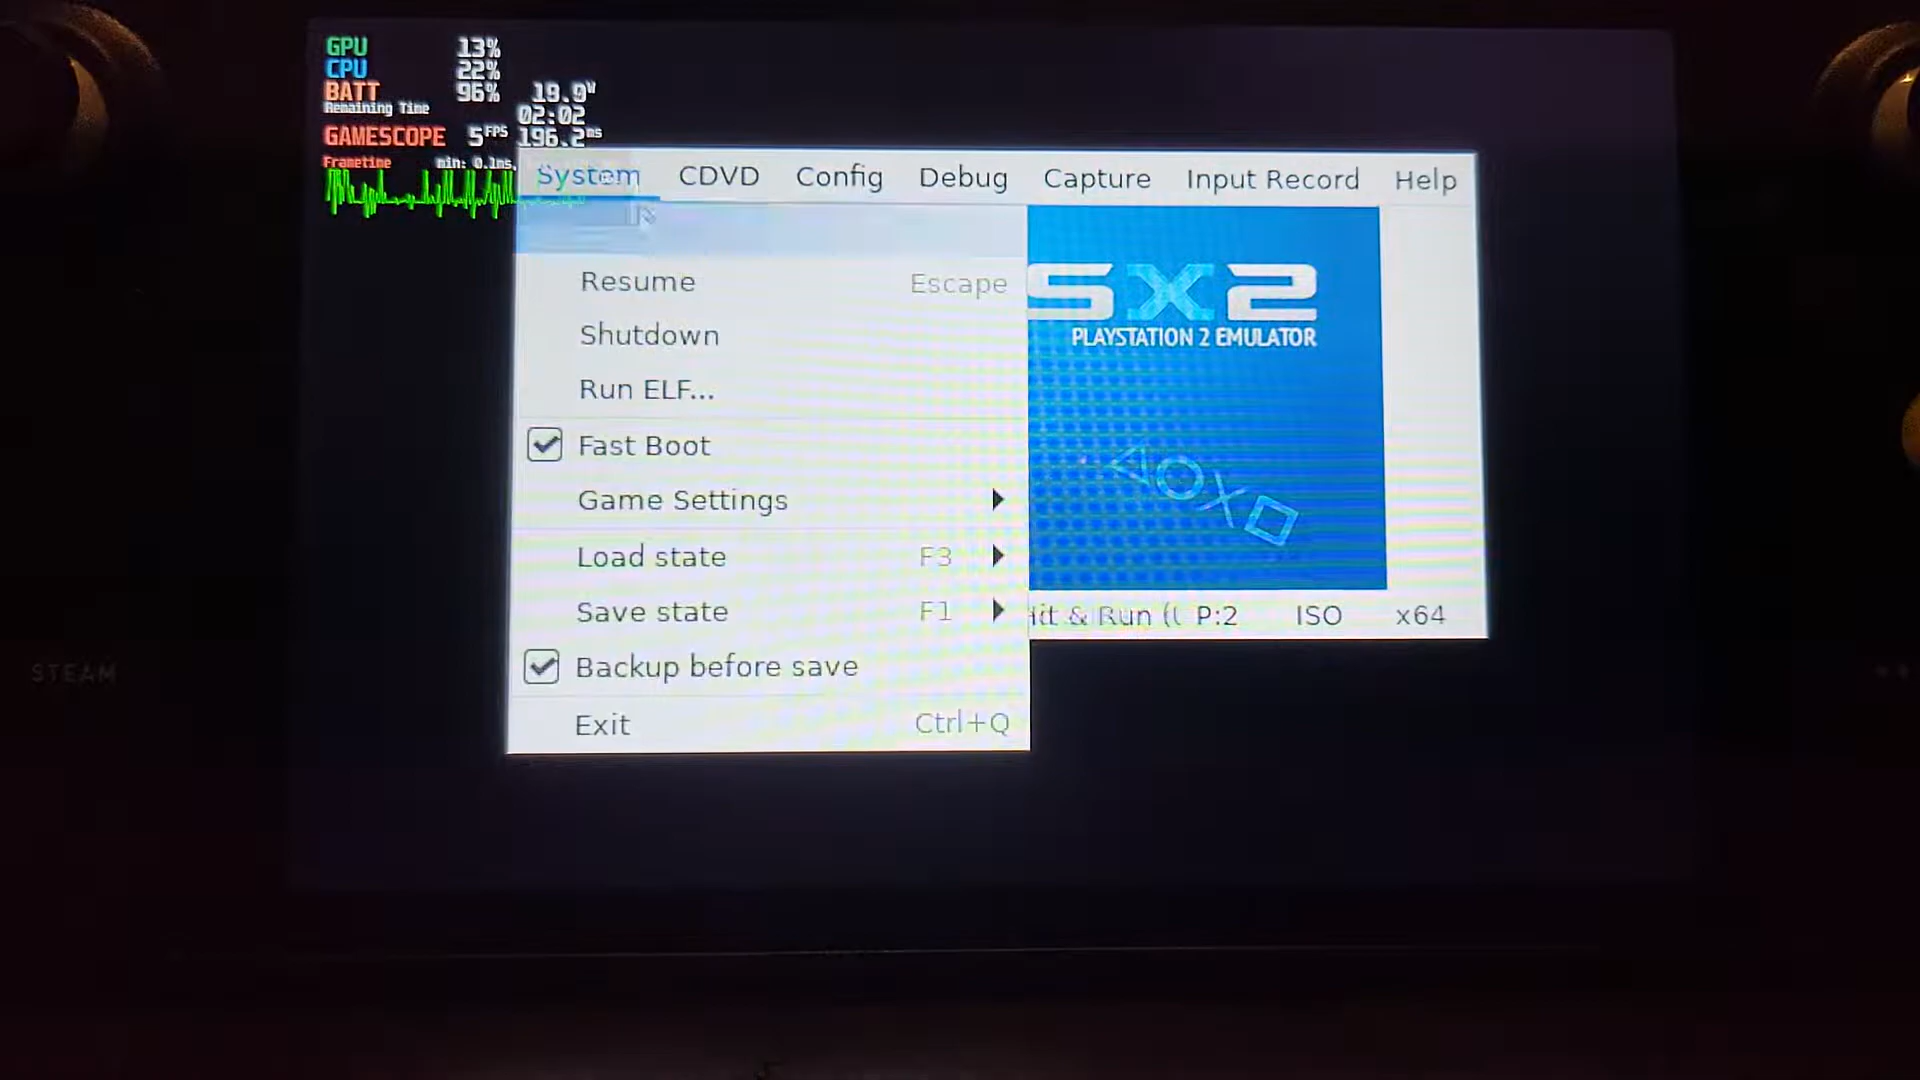 GPU 13%
CPU 22%
BATT 96% 19.9W
Remaining Time 02:02
GAMESCOPE 5FPS 196.2ms
Frametime min: 0.1ms,
System CDVD Config Debug Capture Input Record Help
Resume Escape
Shutdown
Run ELF...
Fast Boot
Game Settings
Load state F3
Save state F1
Backup before save
Exit Ctrl+Q
SX2
PLAYSTATION 2 EMULATOR
Hit & Run (U P:2 ISO x64
STEAM